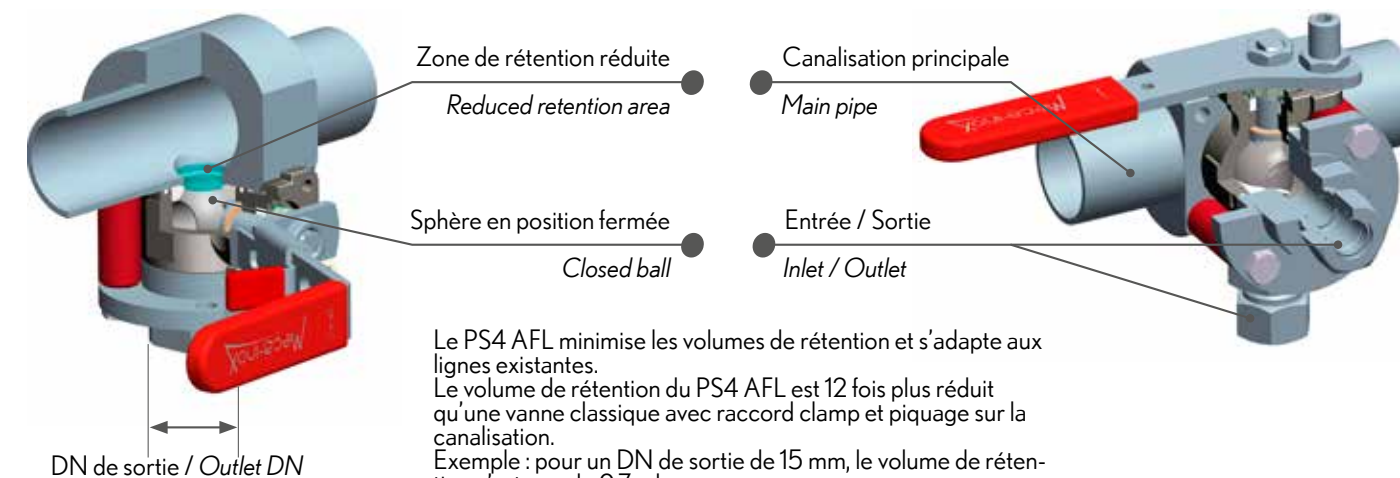 Zone de rétention réduite
Reduced retention area
Canalisation principale
Main pipe
Sphère en position fermée
Closed ball
Entrée / Sortie
Inlet / Outlet
DN de sortie / Outlet DN
Le PS4 AFL minimise les volumes de rétention et s’adapte aux
lignes existantes.
Le volume de rétention du PS4 AFL est 12 fois plus réduit
qu’une vanne classique avec raccord clamp et piquage sur la
canalisation.
Exemple : pour un DN de sortie de 15 mm, le volume de réten-
Meca-inox
Meca-inox